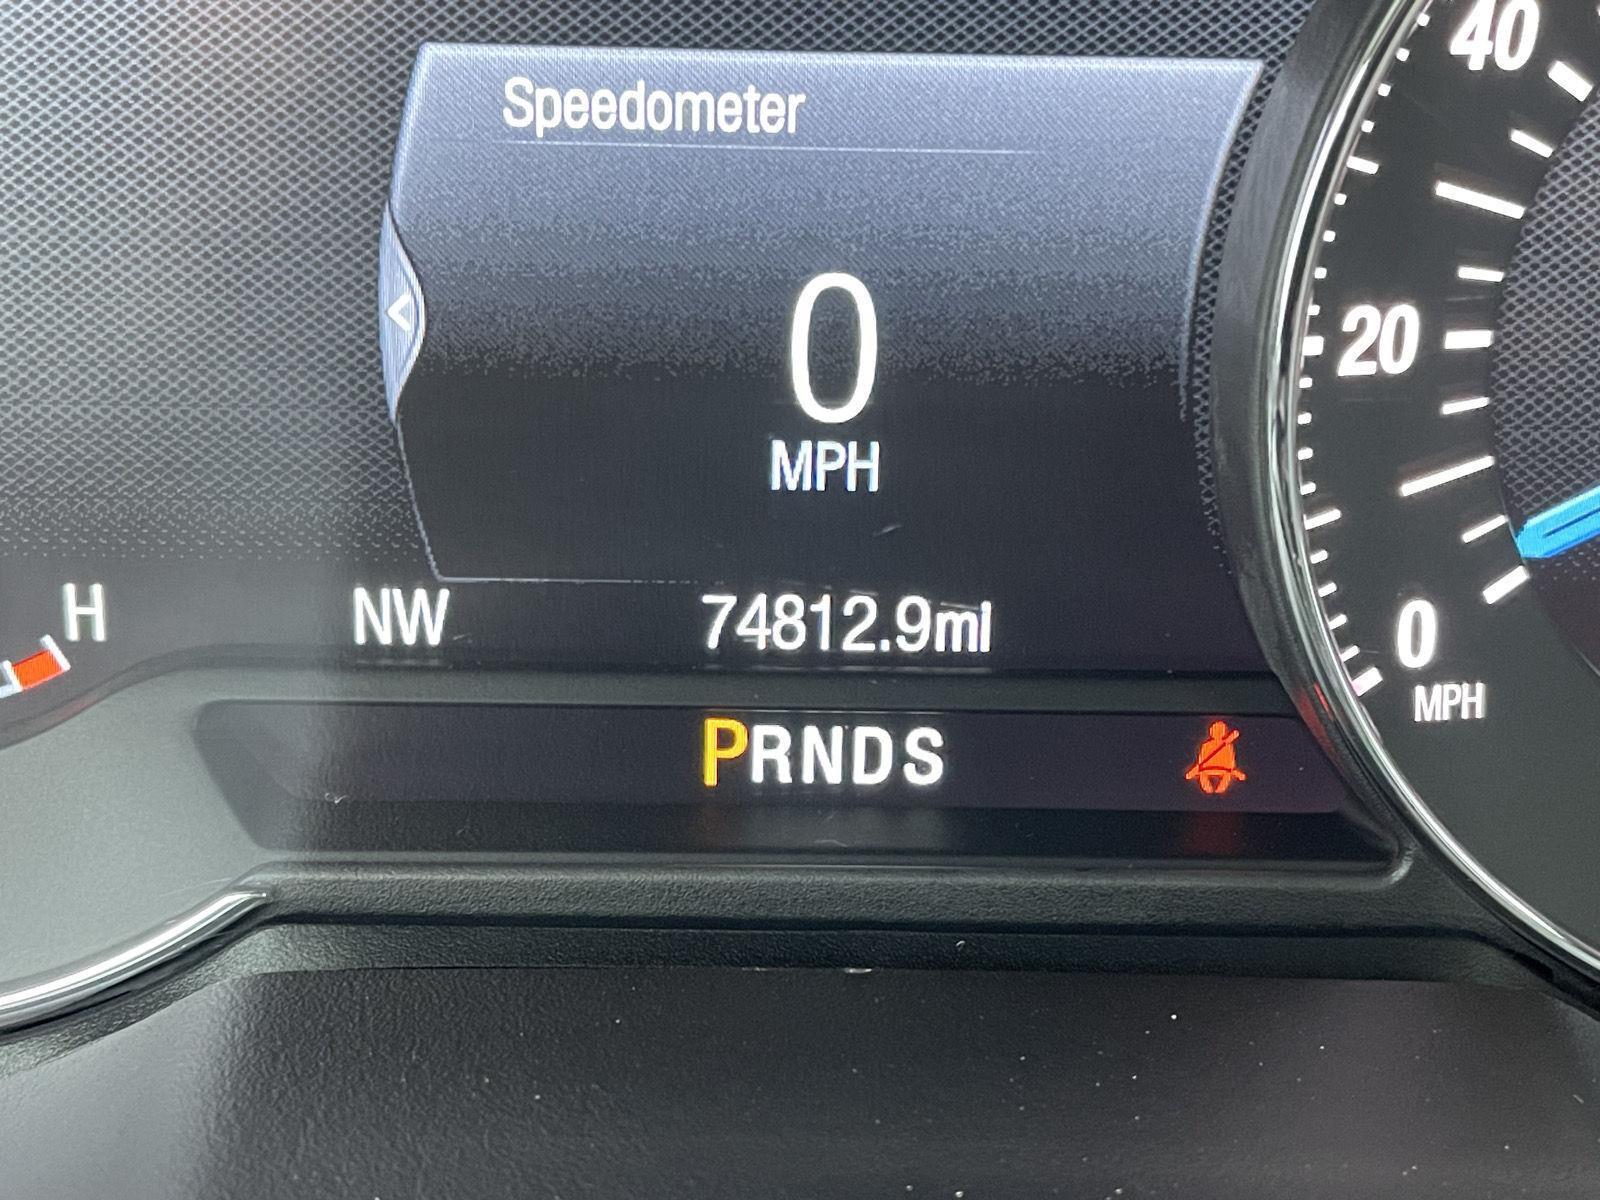 Speedometer
0
MPH
H
NW
74812.9mi
PRNDS
40
20
0
MPH